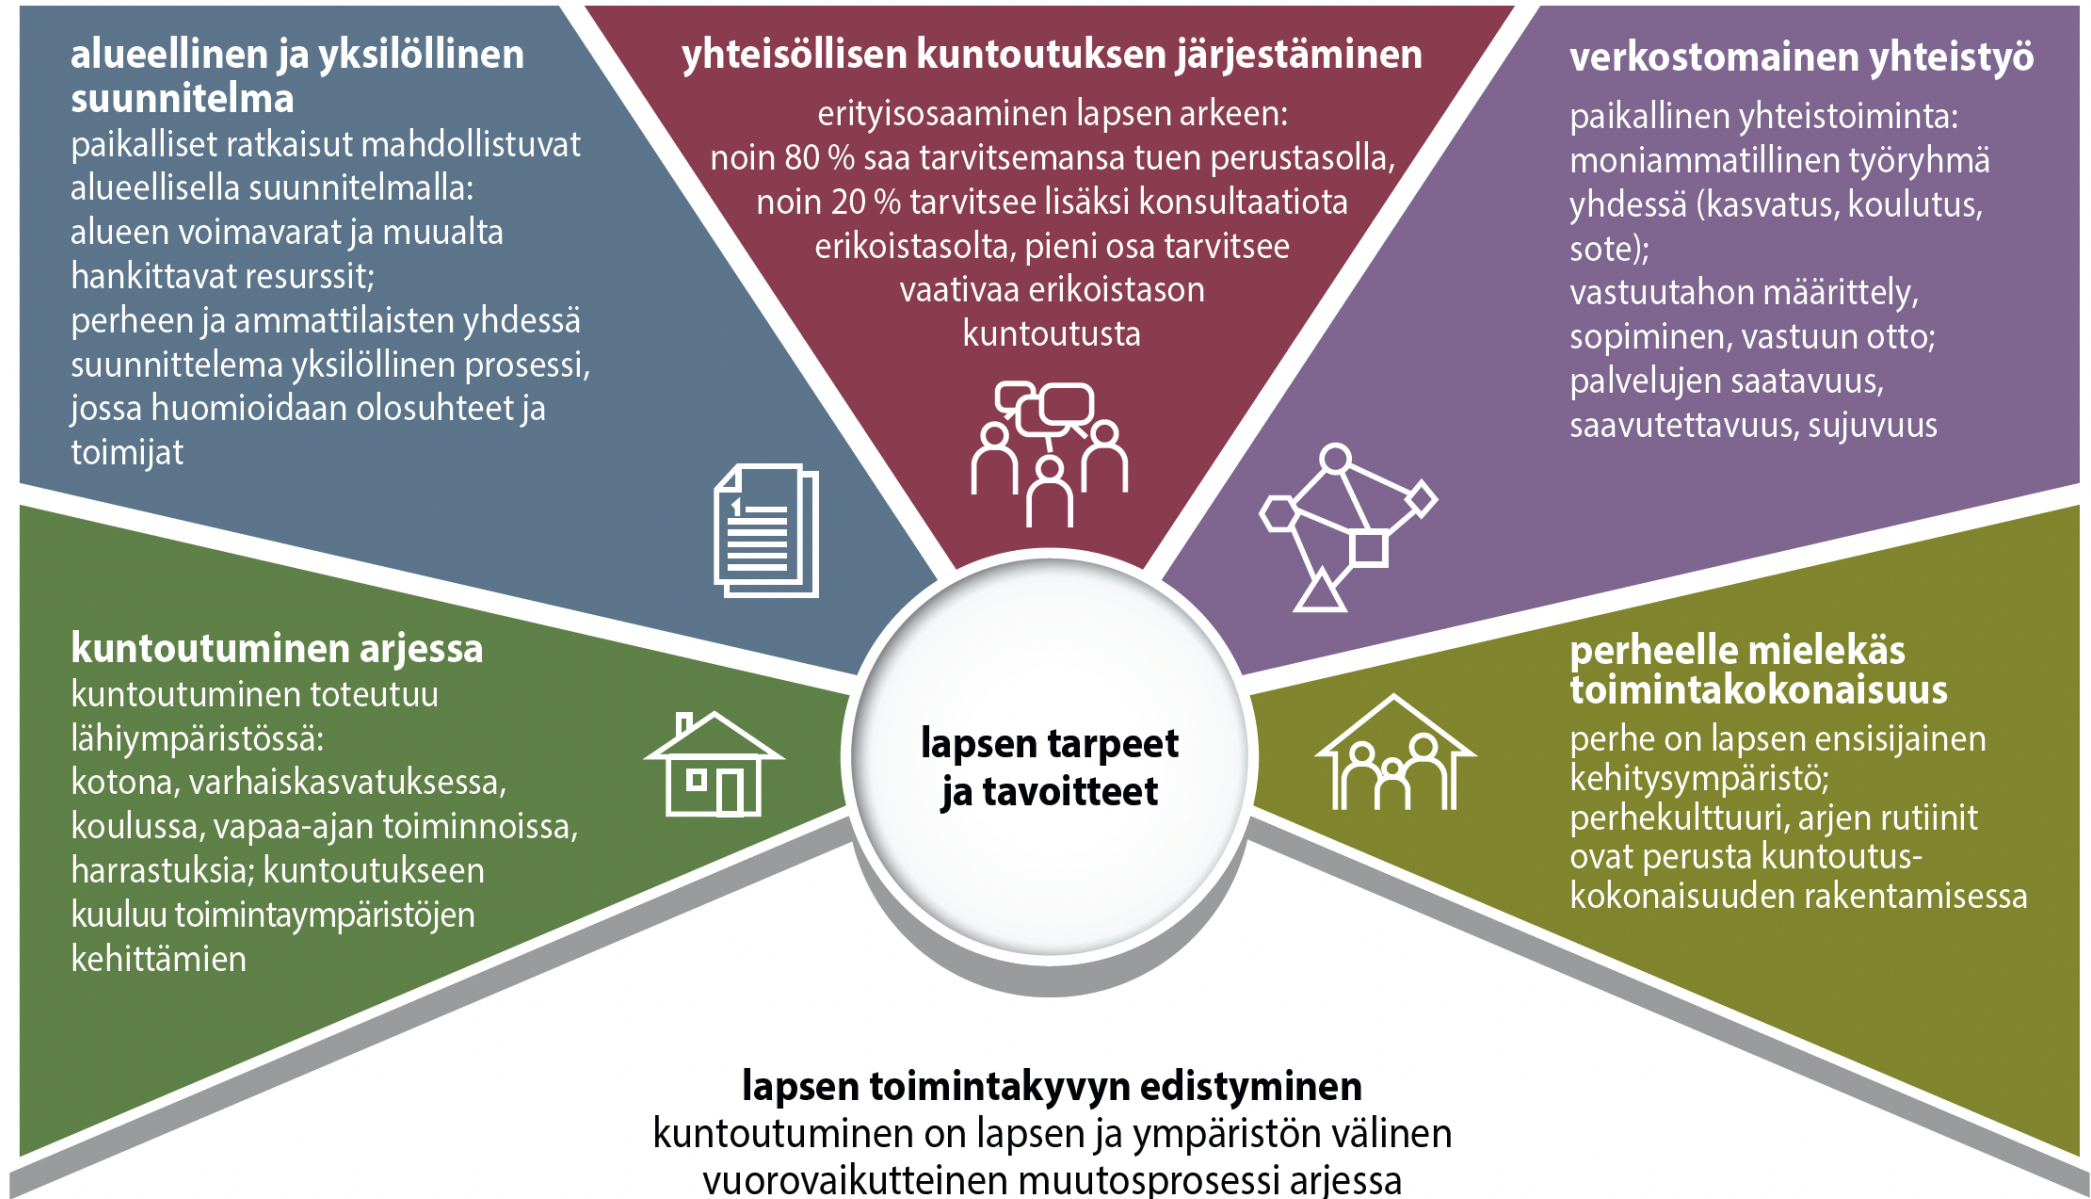 alueellinen ja yksilöllinen
suunnitelma
paikalliset ratkaisut mahdollistuvat
alueellisella suunnitelmalla:
alueen voimavarat ja muualta
hankittavat resurssit;
perheen ja ammattilaisten yhdessä
suunnittelema yksilöllinen prosessi,
jossa huomioidaan olosuhteet ja
toimijat
yhteisöllisen kuntoutuksen järjestäminen
erityisosaaminen lapsen arkeen:
noin 80 % saa tarvitsemansa tuen perustasolla,
noin 20 % tarvitsee lisäksi konsultaatiota
erikoistasolta, pieni osa tarvitsee
vaativaa erikoistason
kuntoutusta
verkostomainen yhteistyö
paikallinen yhteistoiminta:
moniammatillinen työryhmä
yhdessä (kasvatus, koulutus,
sote);
vastuutahon määrittely,
sopiminen, vastuun otto;
palvelujen saatavuus,
saavutettavuus, sujuvuus
kuntoutuminen arjessa
kuntoutuminen toteutuu
lähiympäristössä:
kotona, varhaiskasvatuksessa,
koulussa, vapaa-ajan toiminnoissa,
harrastuksia; kuntoutukseen
kuuluu toimintaympäristöjen
kehittämien
lapsen tarpeet
ja tavoitteet
perheelle mielekäs
toimintakokonaisuus
perhe on lapsen ensisijainen
kehitysympäristö;
perhekulttuuri, arjen rutiinit
ovat perusta kuntoutus-
kokonaisuuden rakentamisessa
lapsen toimintakyvyn edistyminen
kuntoutuminen on lapsen ja ympäristön välinen
vuorovaikutteinen muutosprosessi arjessa